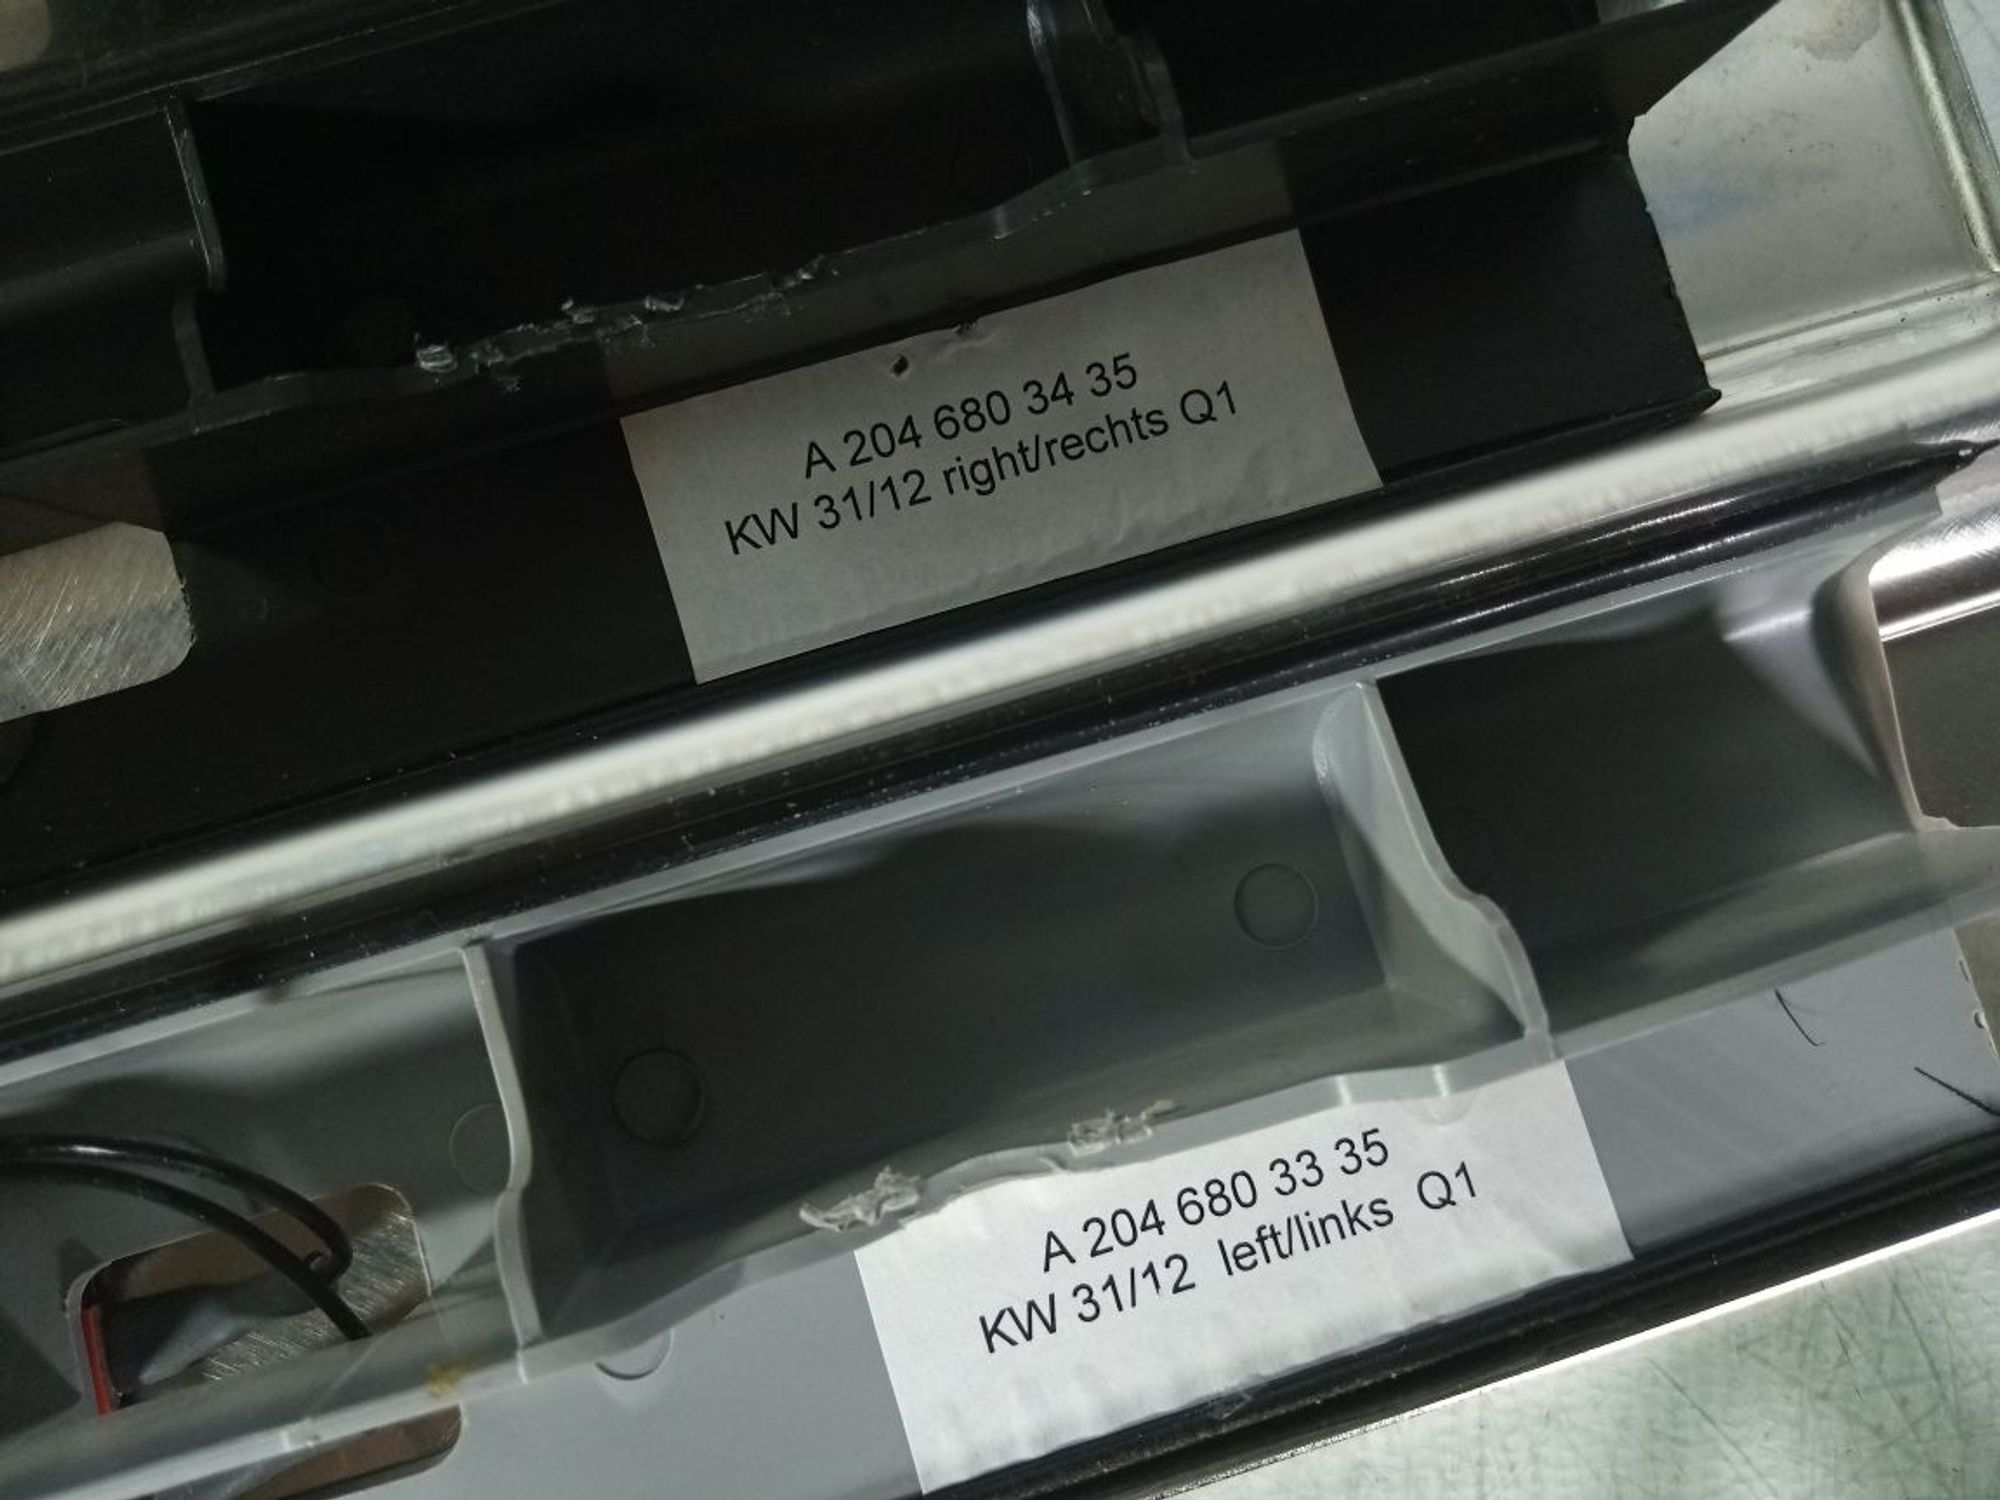 A 204 680 34 35
KW 31/12 right/rechts Q1
A 204 680 33 35
KW 31/12 left/links Q1